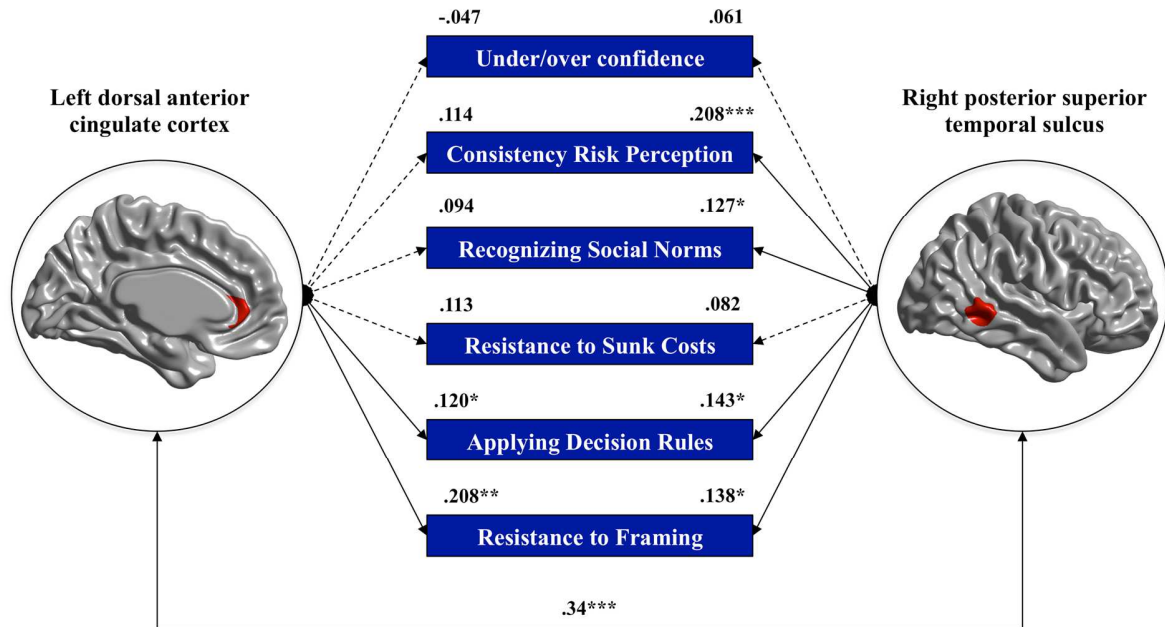 -.047 .061
Under/over confidence
Left dorsal anterior
cingulate cortex
Right posterior superior
temporal sulcus
.114 .208***
Consistency Risk Perception
.094 .127*
Recognizing Social Norms
.113 .082
Resistance to Sunk Costs
.120* .143*
Applying Decision Rules
.208** .138*
Resistance to Framing
.34***